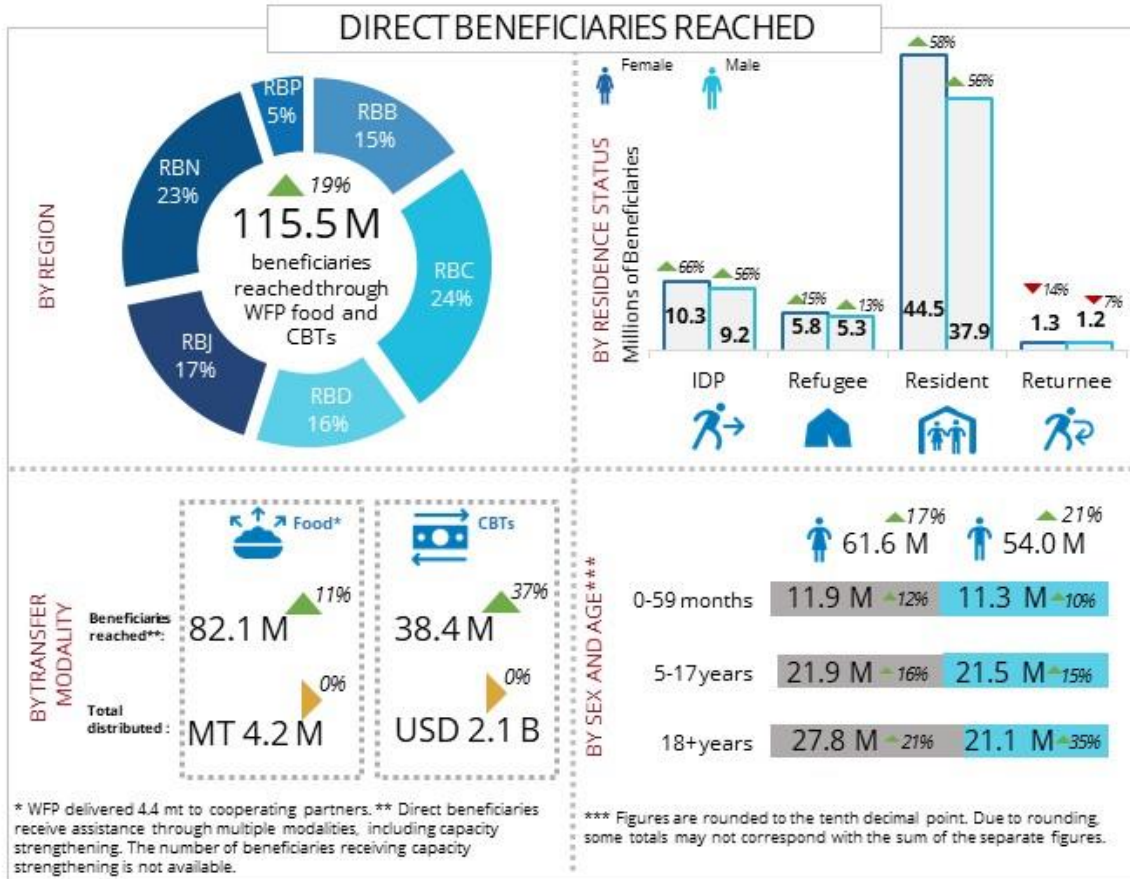 DIRECT BENEFICIARIES REACHED
BY REGION
RBP
5%
RBB
15%
RBN
23%
RBC
24%
RBJ
17%
RBD
16%
19%
115.5 M
beneficiaries
reached through
WFP food and
CBTs
BY RESIDENCE STATUS
Millions of Beneficiaries
Female
Male
66%
56%
15%
13%
58%
56%
14%
7%
10.3
9.2
5.8
5.3
44.5
37.9
1.3
1.2
IDP
Refugee
Resident
Returnee
BY TRANSFER
MODALITY
Food*
CBTs
Beneficiaries
reached**:
11%
82.1 M
37%
38.4 M
Total
distributed :
0%
MT 4.2 M
0%
USD 2.1 B
* WFP delivered 4.4 mt to cooperating partners. ** Direct beneficiaries
receive assistance through multiple modalities, including capacity
strengthening. The number of beneficiaries receiving capacity
strengthening is not available.
BY SEX AND AGE***
17%
61.6 M
21%
54.0 M
0-59 months
11.9 M 12%
11.3 M 10%
5-17 years
21.9 M 16%
21.5 M 15%
18+ years
27.8 M 21%
21.1 M 35%
*** Figures are rounded to the tenth decimal point. Due to rounding,
some totals may not correspond with the sum of the separate figures.